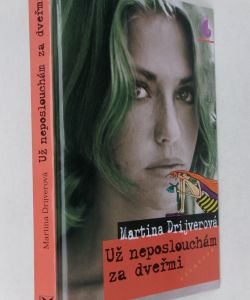 Martina Drijverová Už neposlouchám za dveřmi
Martina Drijverová
Už neposlouchám
za dveřmi